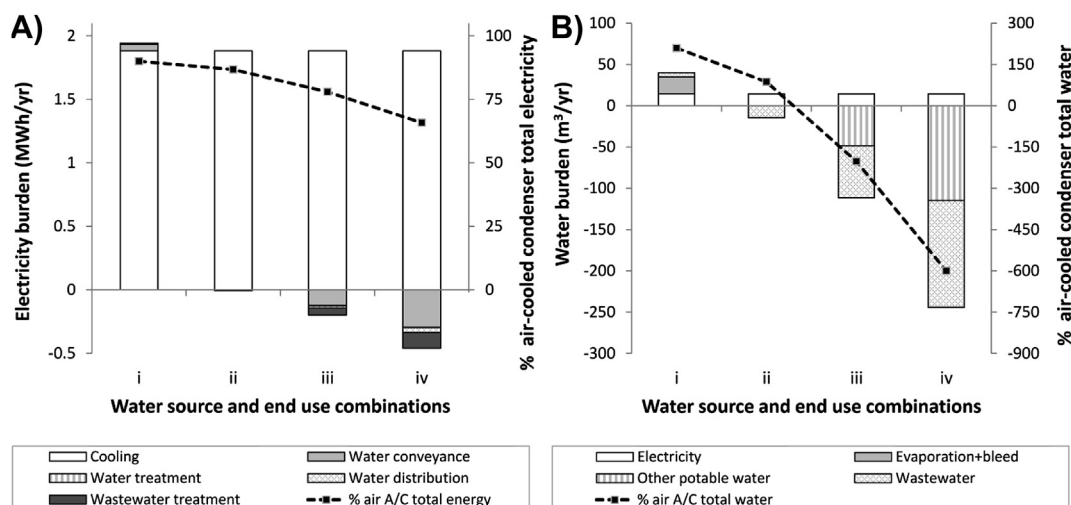 A)
Electricity burden (MWh/yr)
2
1.5
1
0.5
0
-0.5
100
75
50
25
0
% air-cooled condenser total electricity
i ii iii iv
Water source and end use combinations
Cooling Water conveyance
Water treatment Water distribution
Wastewater treatment % air A/C total energy
B)
Water burden (m³/yr)
100
50
0
-50
-100
-150
-200
-250
-300
300
150
0
-150
-300
-450
-600
-750
-900
% air-cooled condenser total water
i ii iii iv
Water source and end use combinations
Electricity Evaporation+bleed
Other potable water Wastewater
% air A/C total water